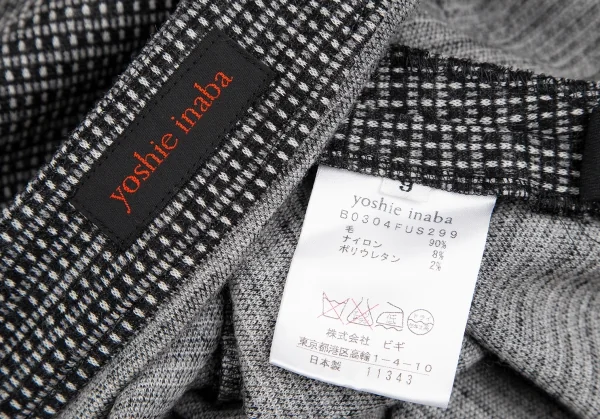 yoshie inaba
9
yoshie inaba
B0304FUS299
毛 90%
ナイロン 8%
ポリウレタン 2%
株式会社 ビギ
東京都港区高輪1-4-10
日本製 11343